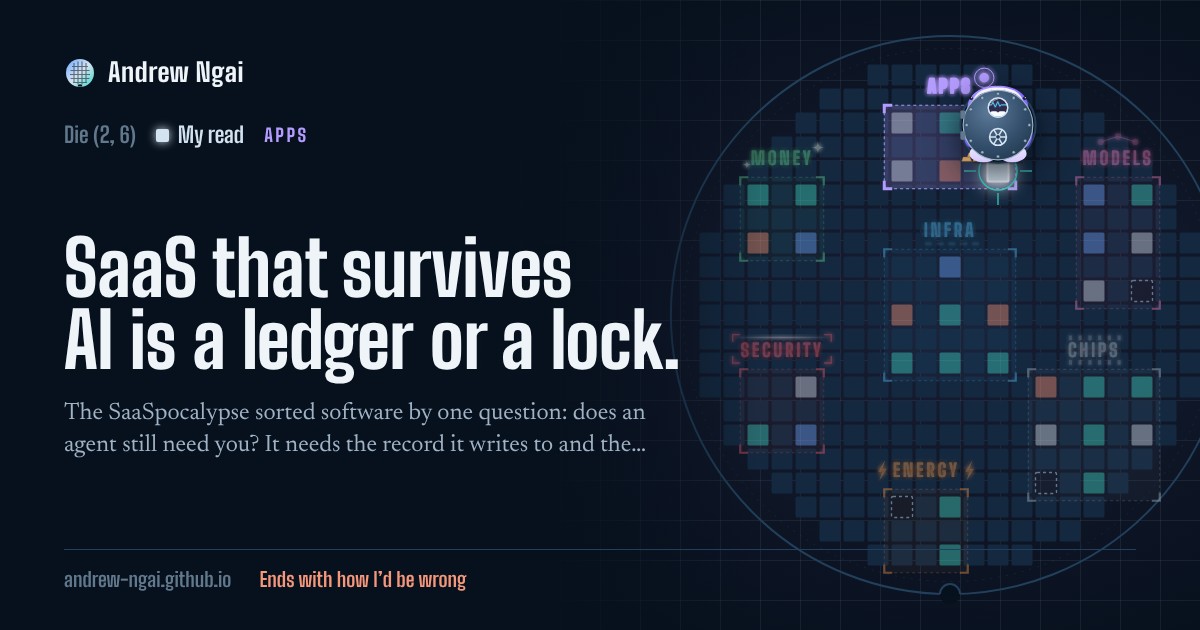 Andrew Ngai
Die (2, 6) My read APPS
SaaS that survives
AI is a ledger or a lock.
The SaaSpocalypse sorted software by one question: does an
agent still need you? It needs the record it writes to and the...
andrew-ngai.github.io Ends with how I'd be wrong
APPS
MONEY
MODELS
INFRA
SECURITY
CHIPS
ENERGY